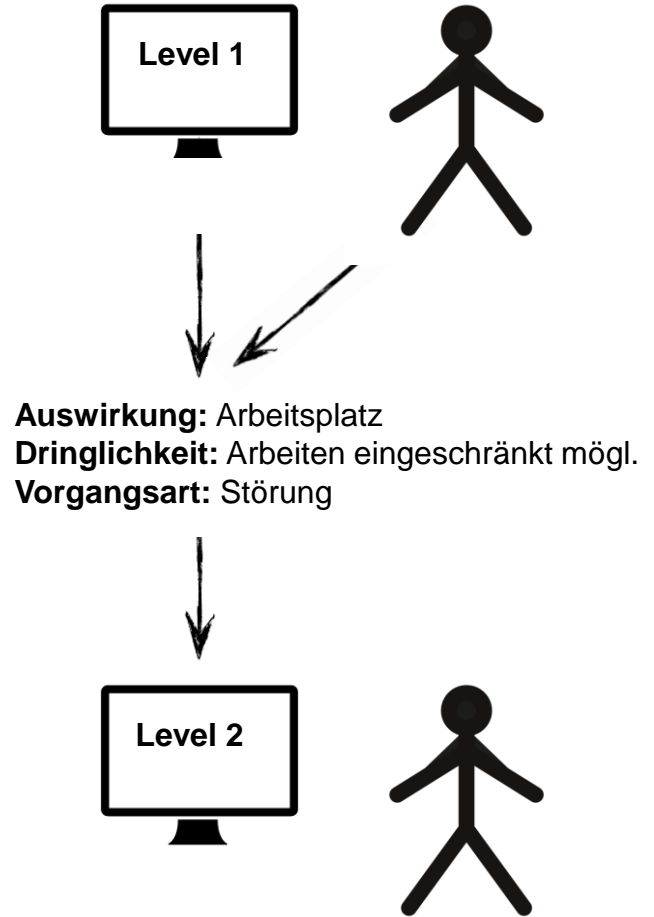 Level 1
Auswirkung: Arbeitsplatz
Dringlichkeit: Arbeiten eingeschränkt mögl.
Vorgangsart: Störung
Level 2